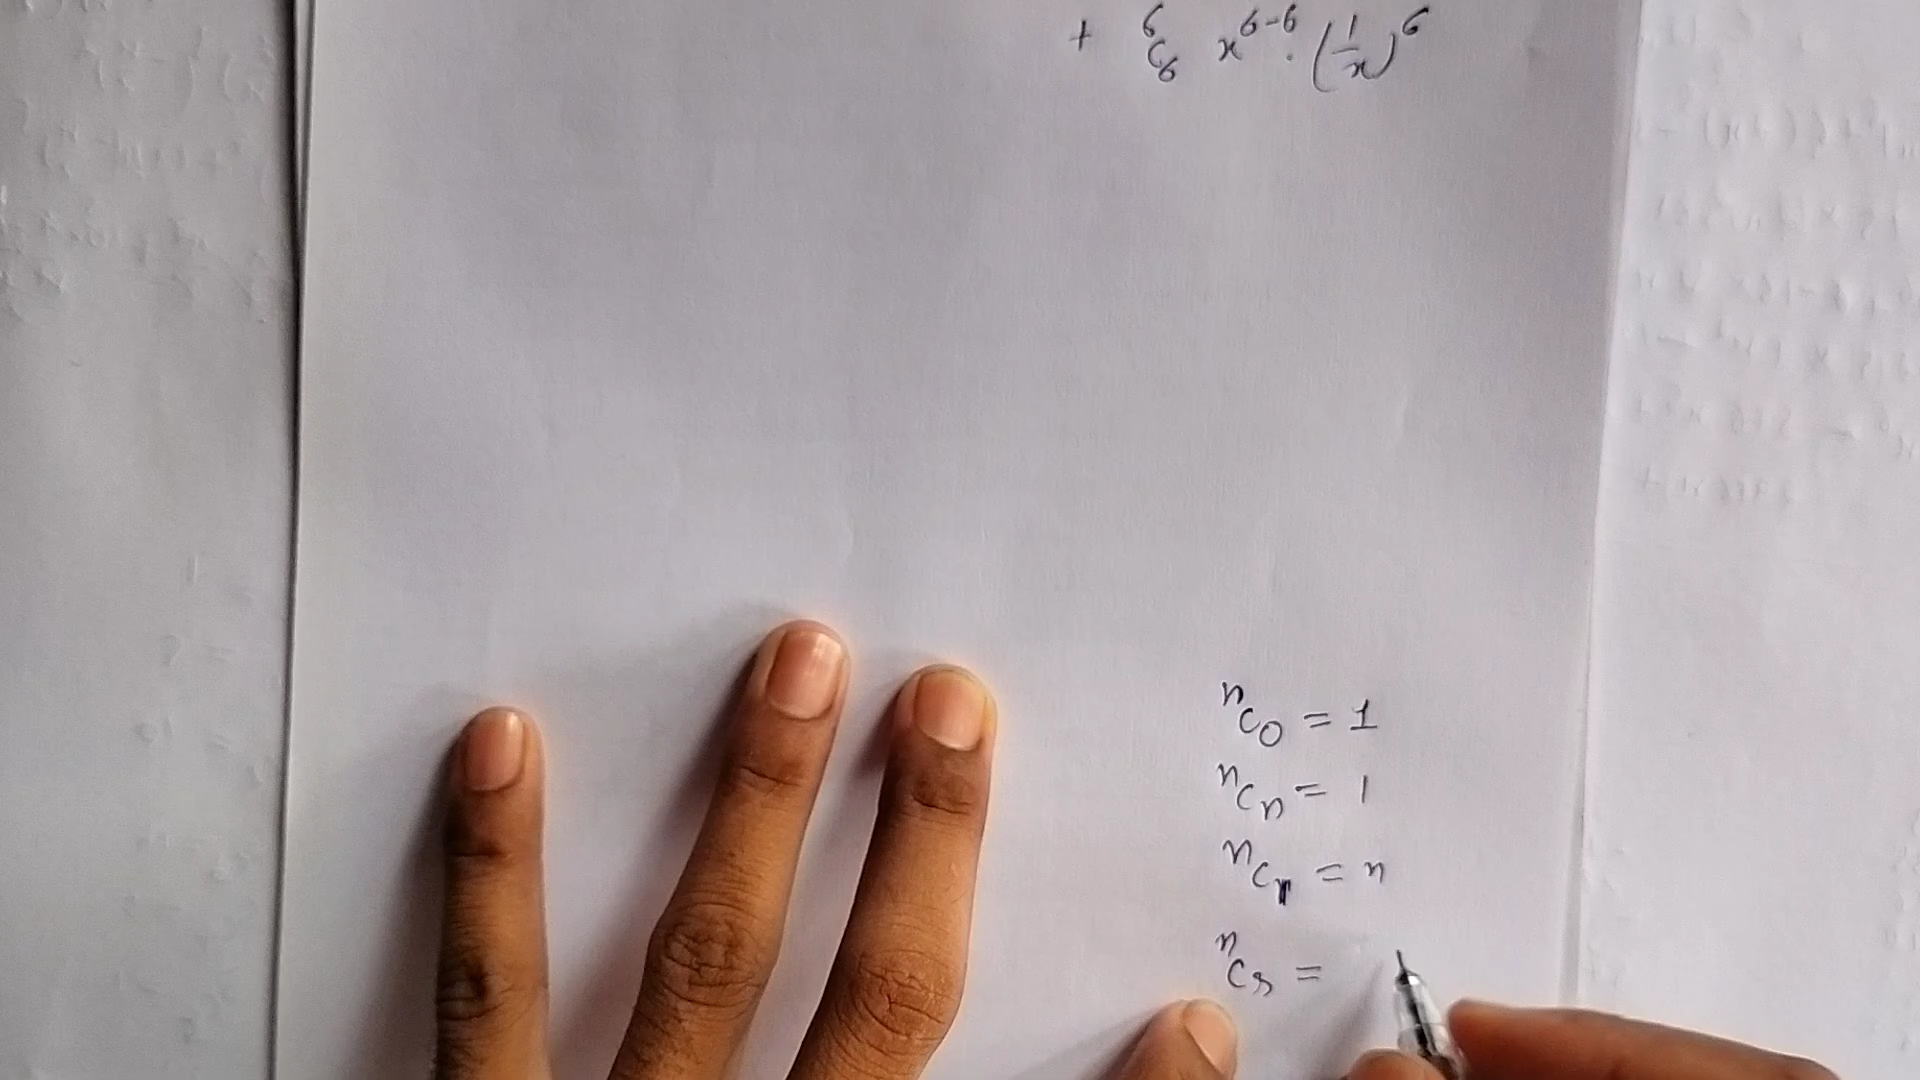 + ⁶C₆ x⁶⁻⁶ · (1/x)⁶
ⁿC₀ = 1
ⁿCₙ = 1
ⁿC₁ = n
ⁿCᵣ =